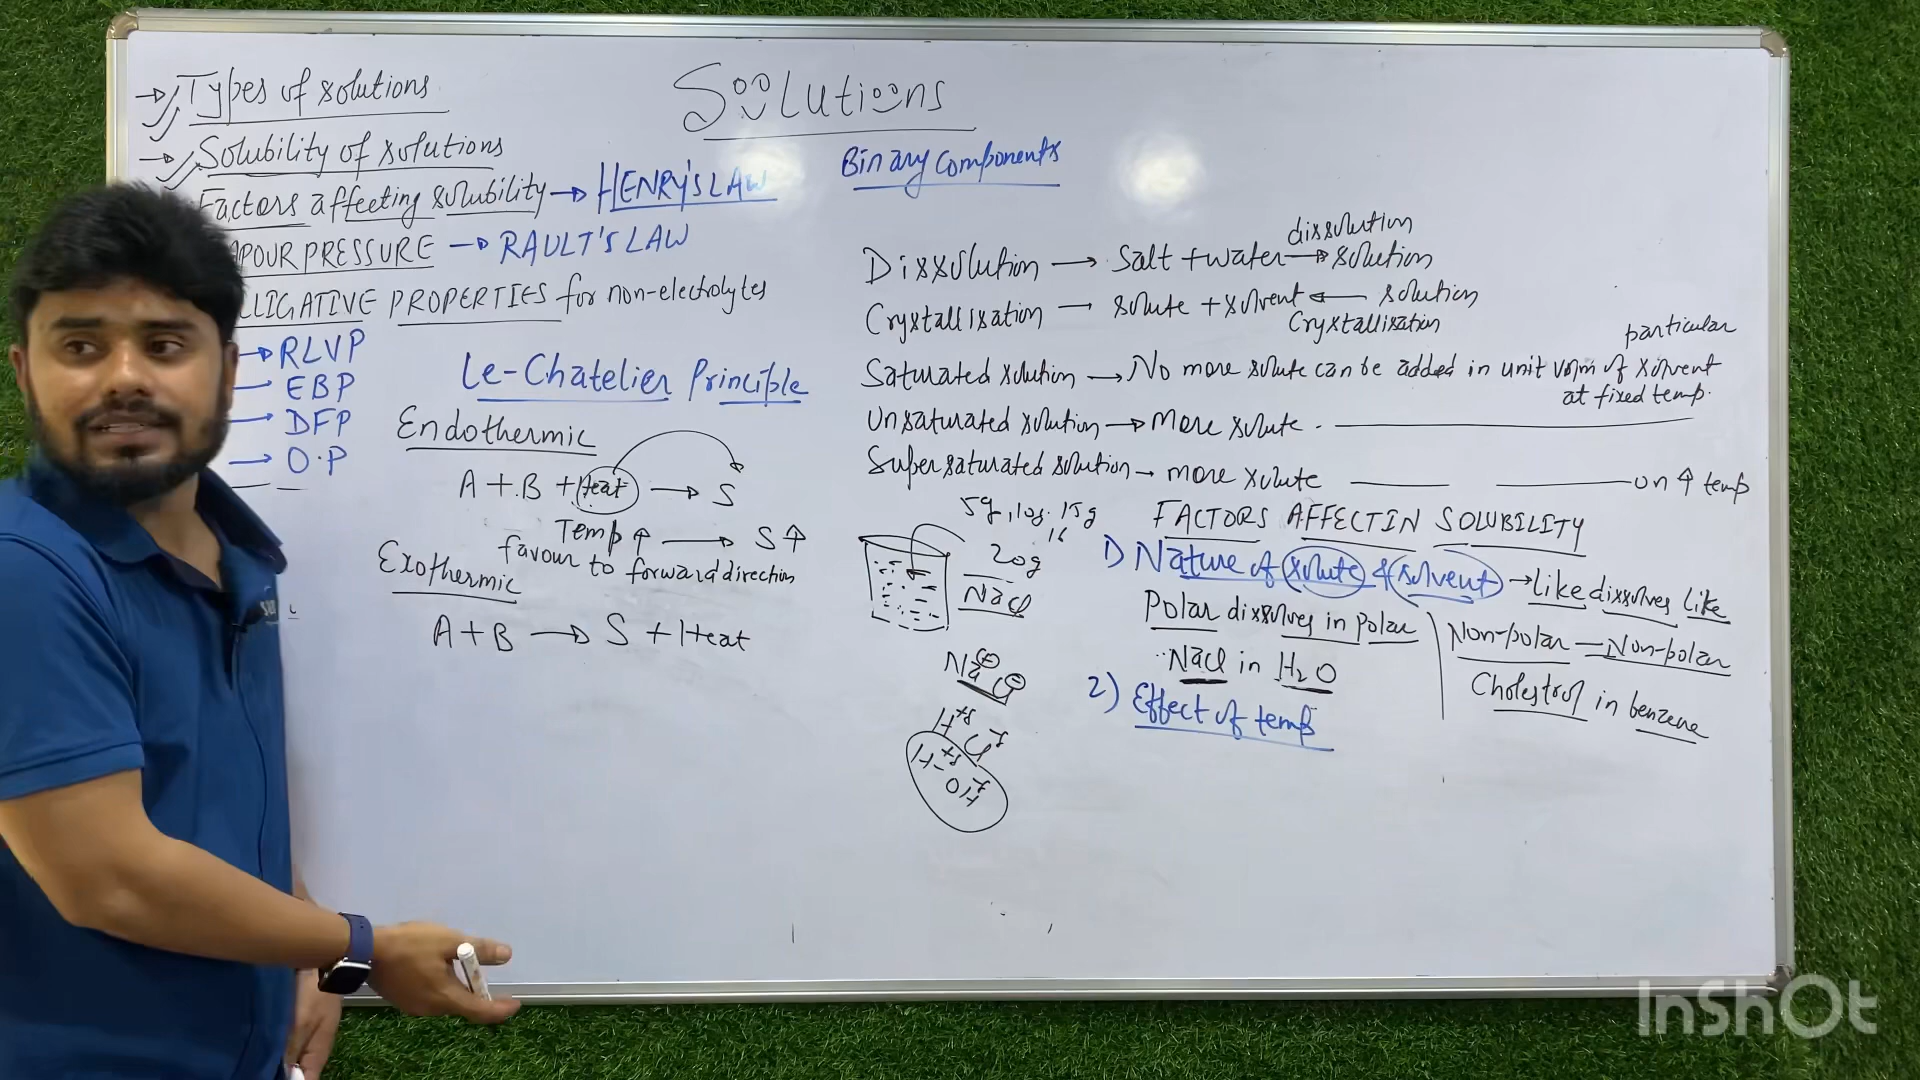 Solutions
Binary Components
Types of solutions
Solubility of solutions
Factors affecting solubility → HENRY'S LAW
POUR PRESSURE → RAULT'S LAW
LLIGATIVE PROPERTIES for non-electrolytes
→ RLVP
→ EBP
→ DFP
→ O.P
Le-Chatelier Principle
Endothermic
A + B + Heat → S
Temp ↑ → S ↑
favour to forward direction
Exothermic
A + B → S + Heat
dissolution
Dissolution → Salt + water → solution
Crystallisation → solute + solvent ← solution
Crystallisation
particular
Saturated solution → No more solute can be added in unit volm of solvent
at fixed temp.
Unsaturated solution → More solute.
Supersaturated solution → more solute on ↑ temp
5g, 10g. 15g
16
20g
NaCl
FACTORS AFFECTIN SOLUBILITY
1) Nature of solute & solvent → Like dissolves like
Polar dissolves in polar
NaCl in H₂O
Non-polar — Non-polar
Cholestrol in benzene
2) Effect of temp
InShOt